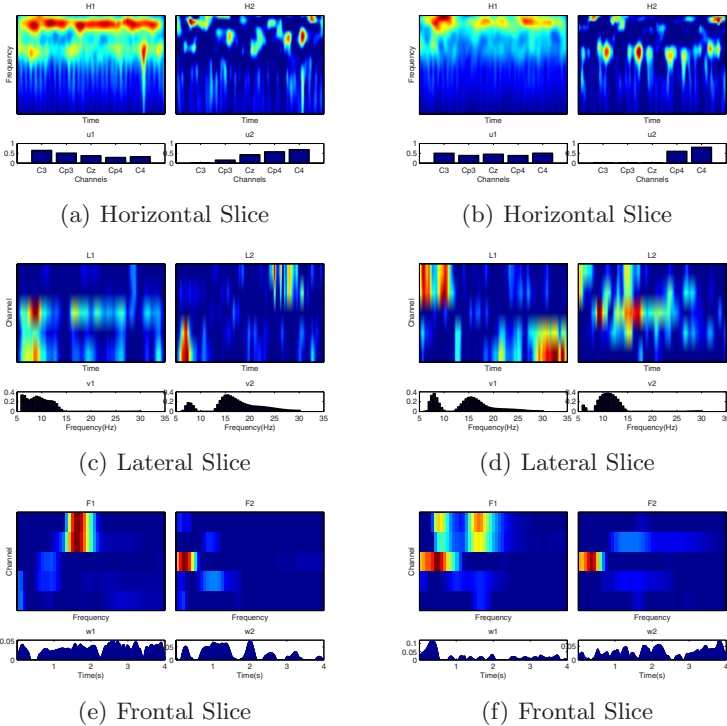 H1 H2
Frequency
Time Time
u1 u2
1
0.5
0
1
0.5
0
C3 Cp3 Cz Cp4 C4 C3 Cp3 Cz Cp4 C4
Channels Channels
(a) Horizontal Slice
H1 H2
Frequency
Time Time
u1 u2
1
0.5
0
1
0.5
0
C3 Cp3 Cz Cp4 C4 C3 Cp3 Cz Cp4 C4
Channels Channels
(b) Horizontal Slice
L1 L2
Channel
Time Time
v1 v2
0.4
0.2
0
0.4
0.2
0
5 10 15 20 25 30 35 5 10 15 20 25 30 35
Frequency(Hz) Frequency(Hz)
(c) Lateral Slice
L1 L2
Channel
Time Time
v1 v2
0.4
0.2
0
0.4
0.2
0
5 10 15 20 25 30 35 5 10 15 20 25 30 35
Frequency(Hz) Frequency(Hz)
(d) Lateral Slice
F1 F2
Channel
Frequency Frequency
w1 w2
0.05
0
0.05
0
1 2 3 4 1 2 3 4
Time(s) Time(s)
(e) Frontal Slice
F1 F2
Channel
Frequency Frequency
w1 w2
0.1
0.05
0
0.05
0
1 2 3 4 1 2 3 4
Time(s) Time(s)
(f) Frontal Slice